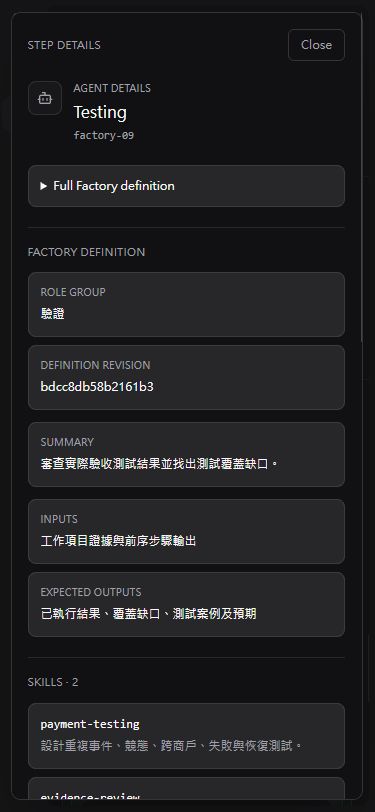 STEP DETAILS
Close
AGENT DETAILS
Testing
factory-09
Full Factory definition
FACTORY DEFINITION
ROLE GROUP
驗證
DEFINITION REVISION
bdcc8db58b2161b3
SUMMARY
審查實際驗收測試結果並找出測試覆蓋缺口。
INPUTS
工作項目證據與前序步驟輸出
EXPECTED OUTPUTS
已執行結果、覆蓋缺口、測試案例及預期
SKILLS · 2
payment-testing
設計重複事件、競態、跨商戶、失敗與恢復測試。
evidence-review